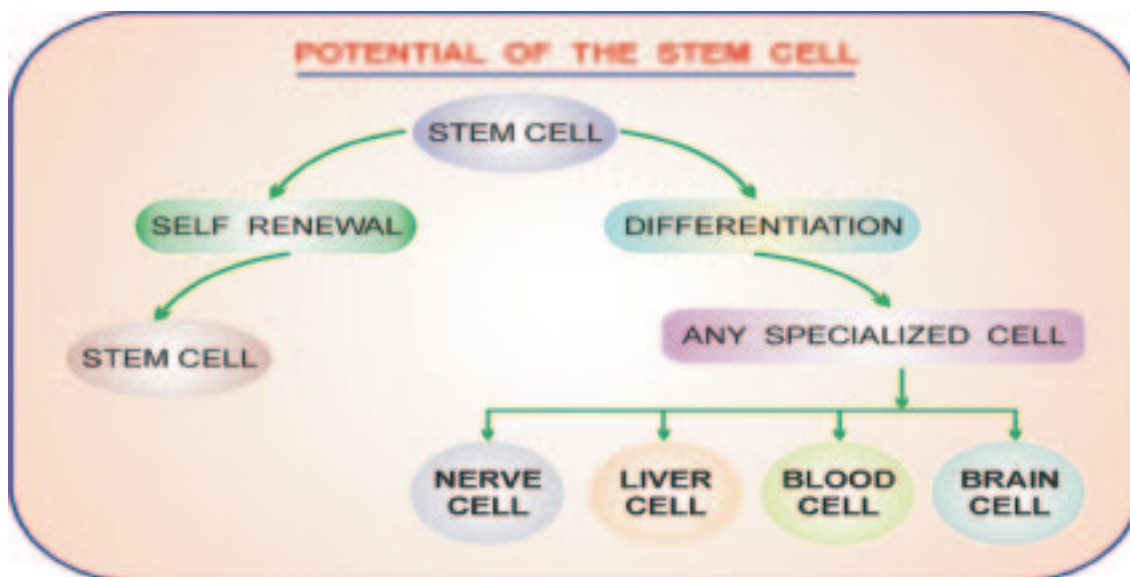 POTENTIAL OF THE STEM CELL
STEM CELL
SELF RENEWAL
DIFFERENTIATION
STEM CELL
ANY SPECIALIZED CELL
NERVE
CELL
LIVER
CELL
BLOOD
CELL
BRAIN
CELL